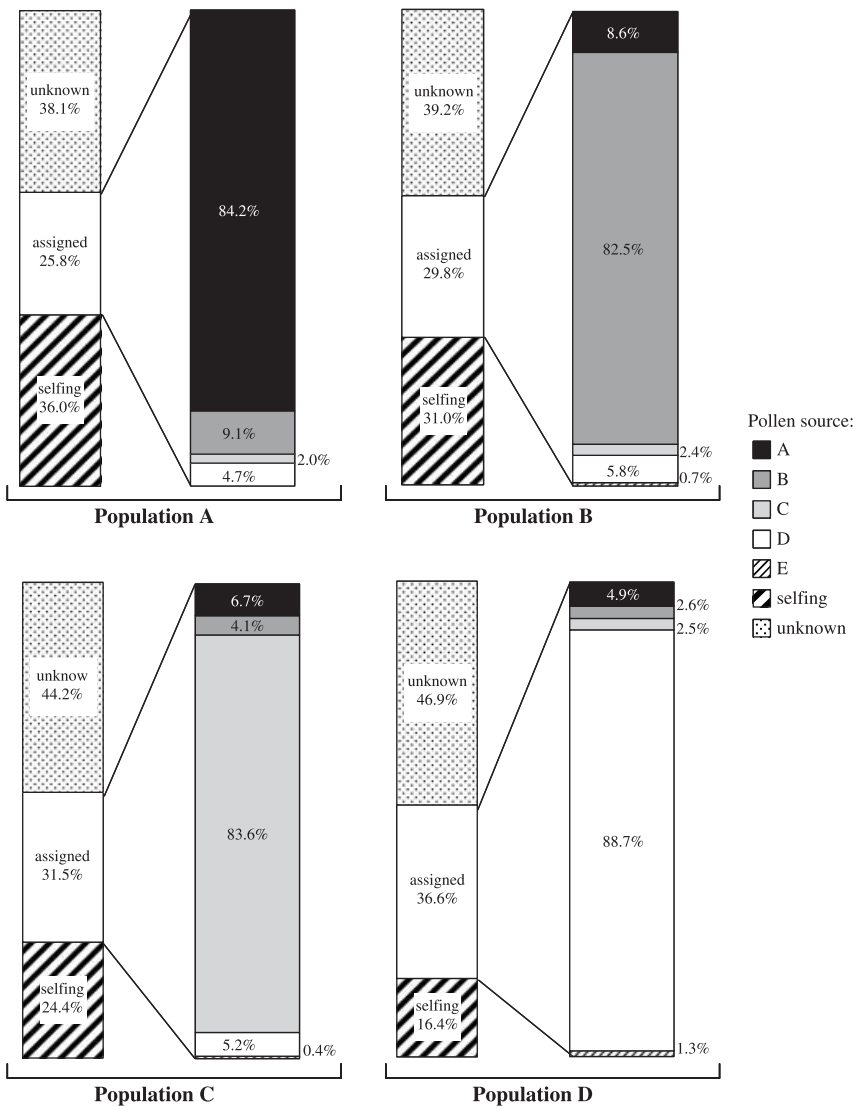 unknown
38.1%
assigned
25.8%
selfing
36.0%
84.2%
9.1%
2.0%
4.7%
Population A
unknown
39.2%
assigned
29.8%
selfing
31.0%
8.6%
82.5%
2.4%
5.8%
0.7%
Population B
Pollen source:
A
B
C
D
E
selfing
unknown
unknow
44.2%
assigned
31.5%
selfing
24.4%
6.7%
4.1%
83.6%
5.2%
0.4%
Population C
unknown
46.9%
assigned
36.6%
selfing
16.4%
4.9%
2.6%
2.5%
88.7%
1.3%
Population D